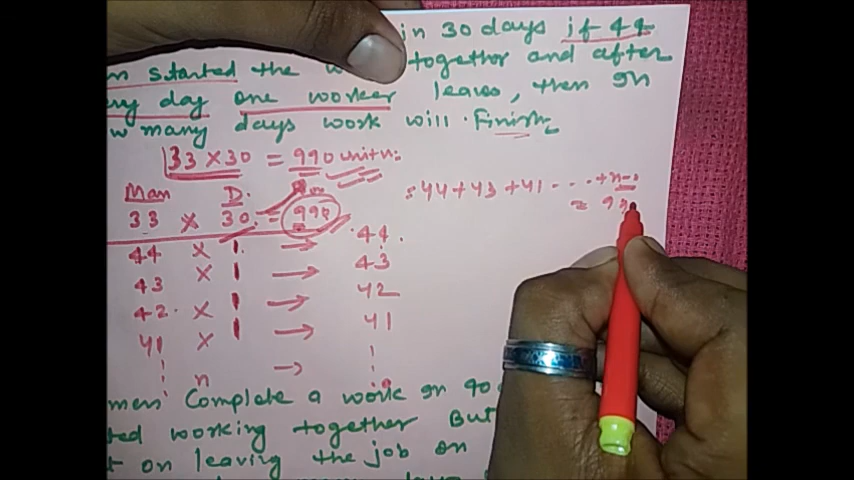 in 30 days if 44
started the together and after
day one worker leaves, then in
many days work will Finish
33 × 30 = 990 units
Man D.
33 × 30 = 990
44 × 1 → 44
43 × 1 → 43
42 × 1 → 42
41 × 1 → 41
n →
44 + 43 + 41 ... +
= 99
Complete a work in 40
working together But
on leaving the job on